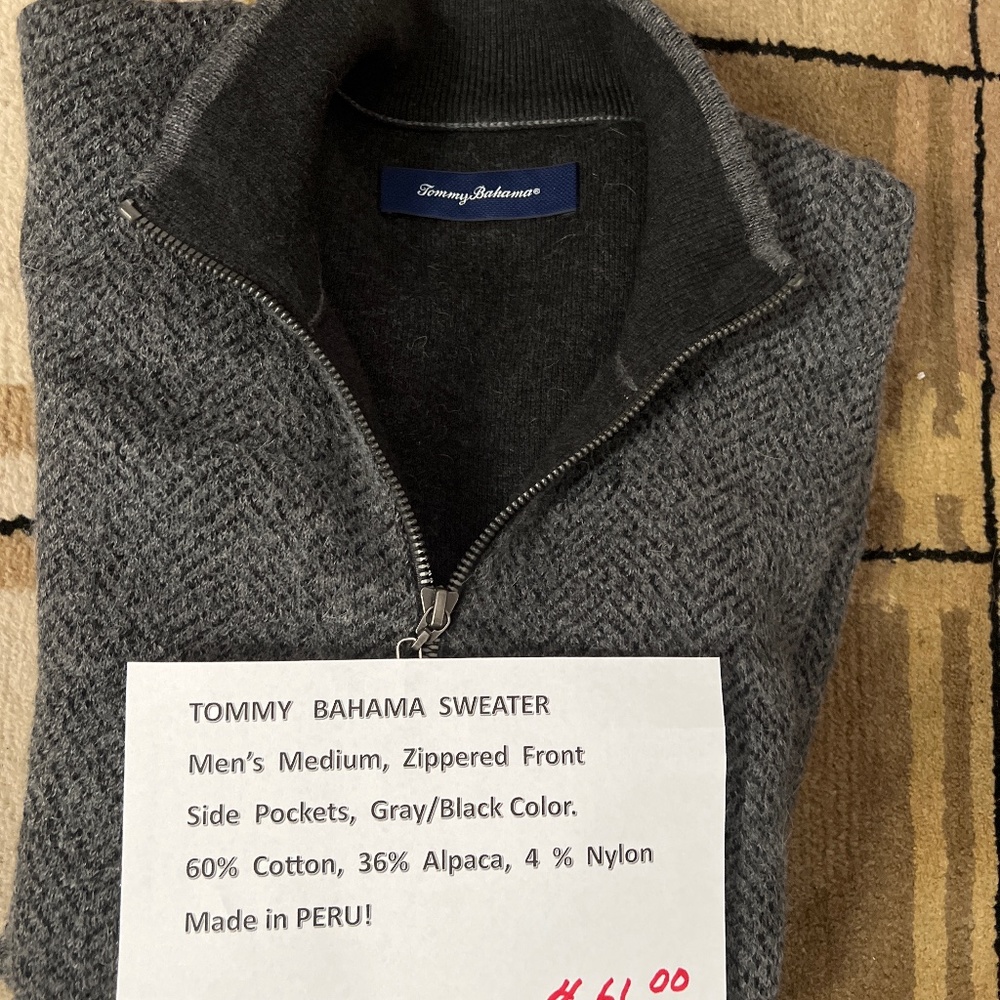 Tommy Bahama®
TOMMY BAHAMA SWEATER
Men's Medium, Zippered Front
Side Pockets, Gray/Black Color.
60% Cotton, 36% Alpaca, 4 % Nylon
Made in PERU!
00